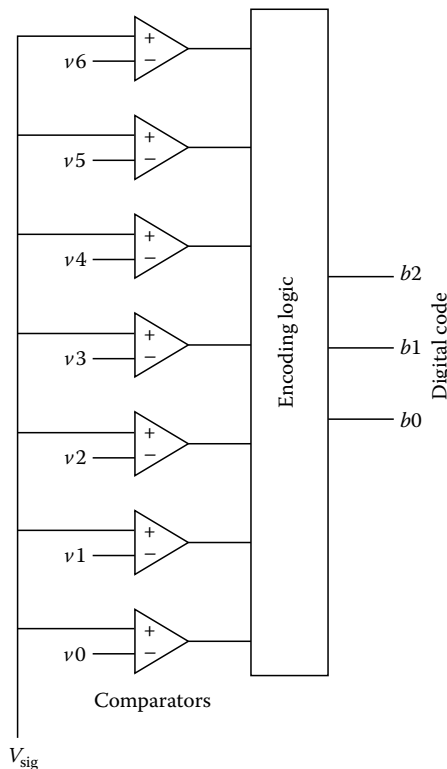 +
v6 −
+
v5 −
+
v4 −
+
v3 −
+
v2 −
+
v1 −
+
v0 −
Encoding logic
b2
b1
b0
Digital code
Comparators
Vsig